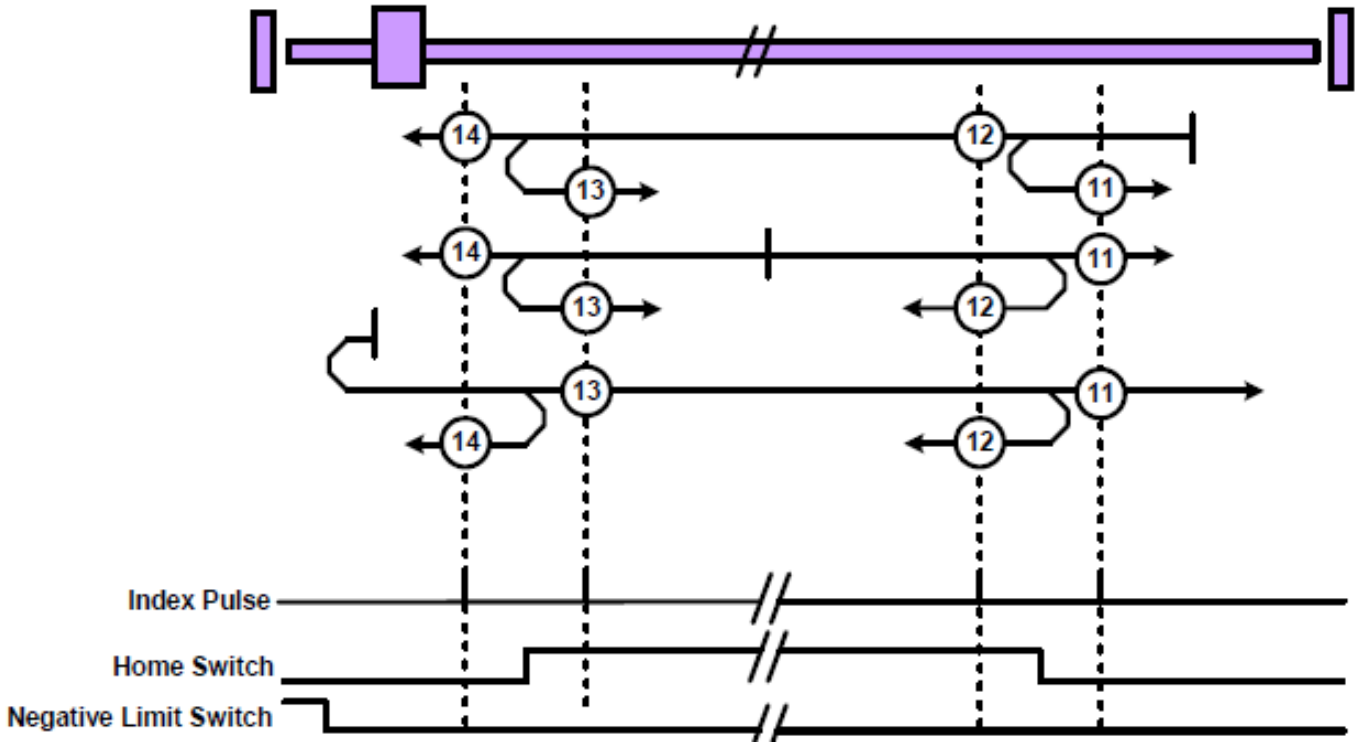 14 12
13 11
14 11
13 12
13 11
14 12
Index Pulse
Home Switch
Negative Limit Switch